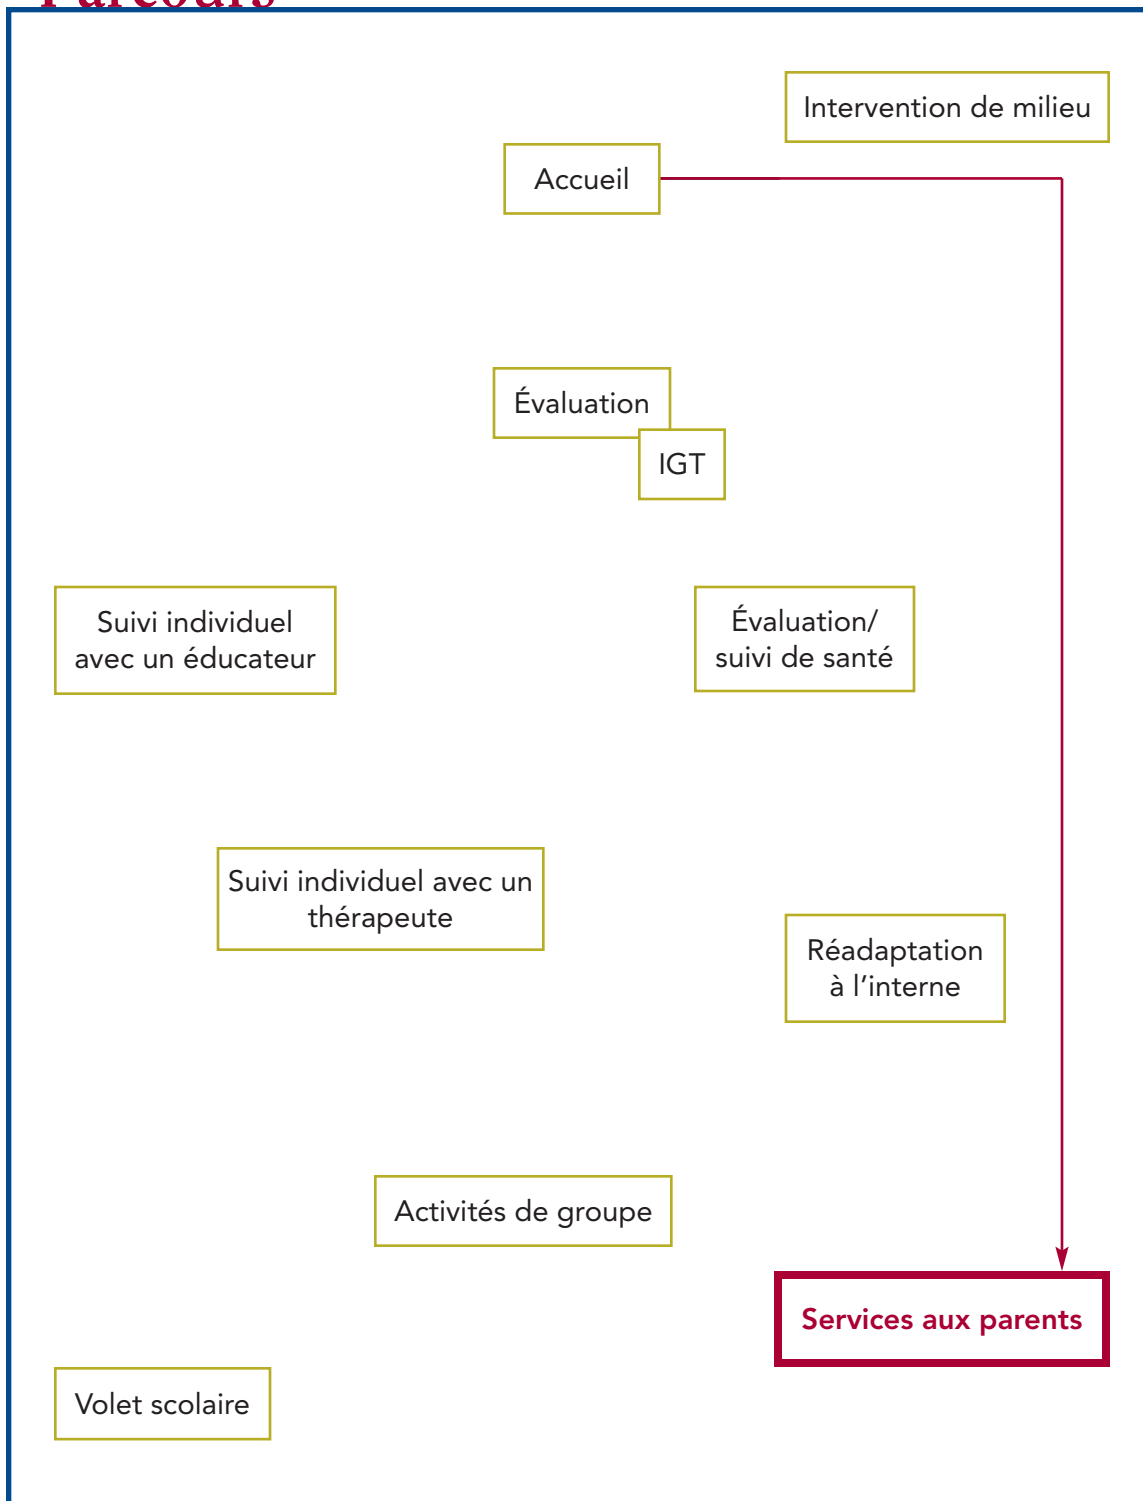 Parcours
Intervention de milieu
Accueil
Évaluation
IGT
Suivi individuel
avec un éducateur
Évaluation/
suivi de santé
Suivi individuel avec un
thérapeute
Réadaptation
à l’interne
Activités de groupe
Services aux parents
Volet scolaire